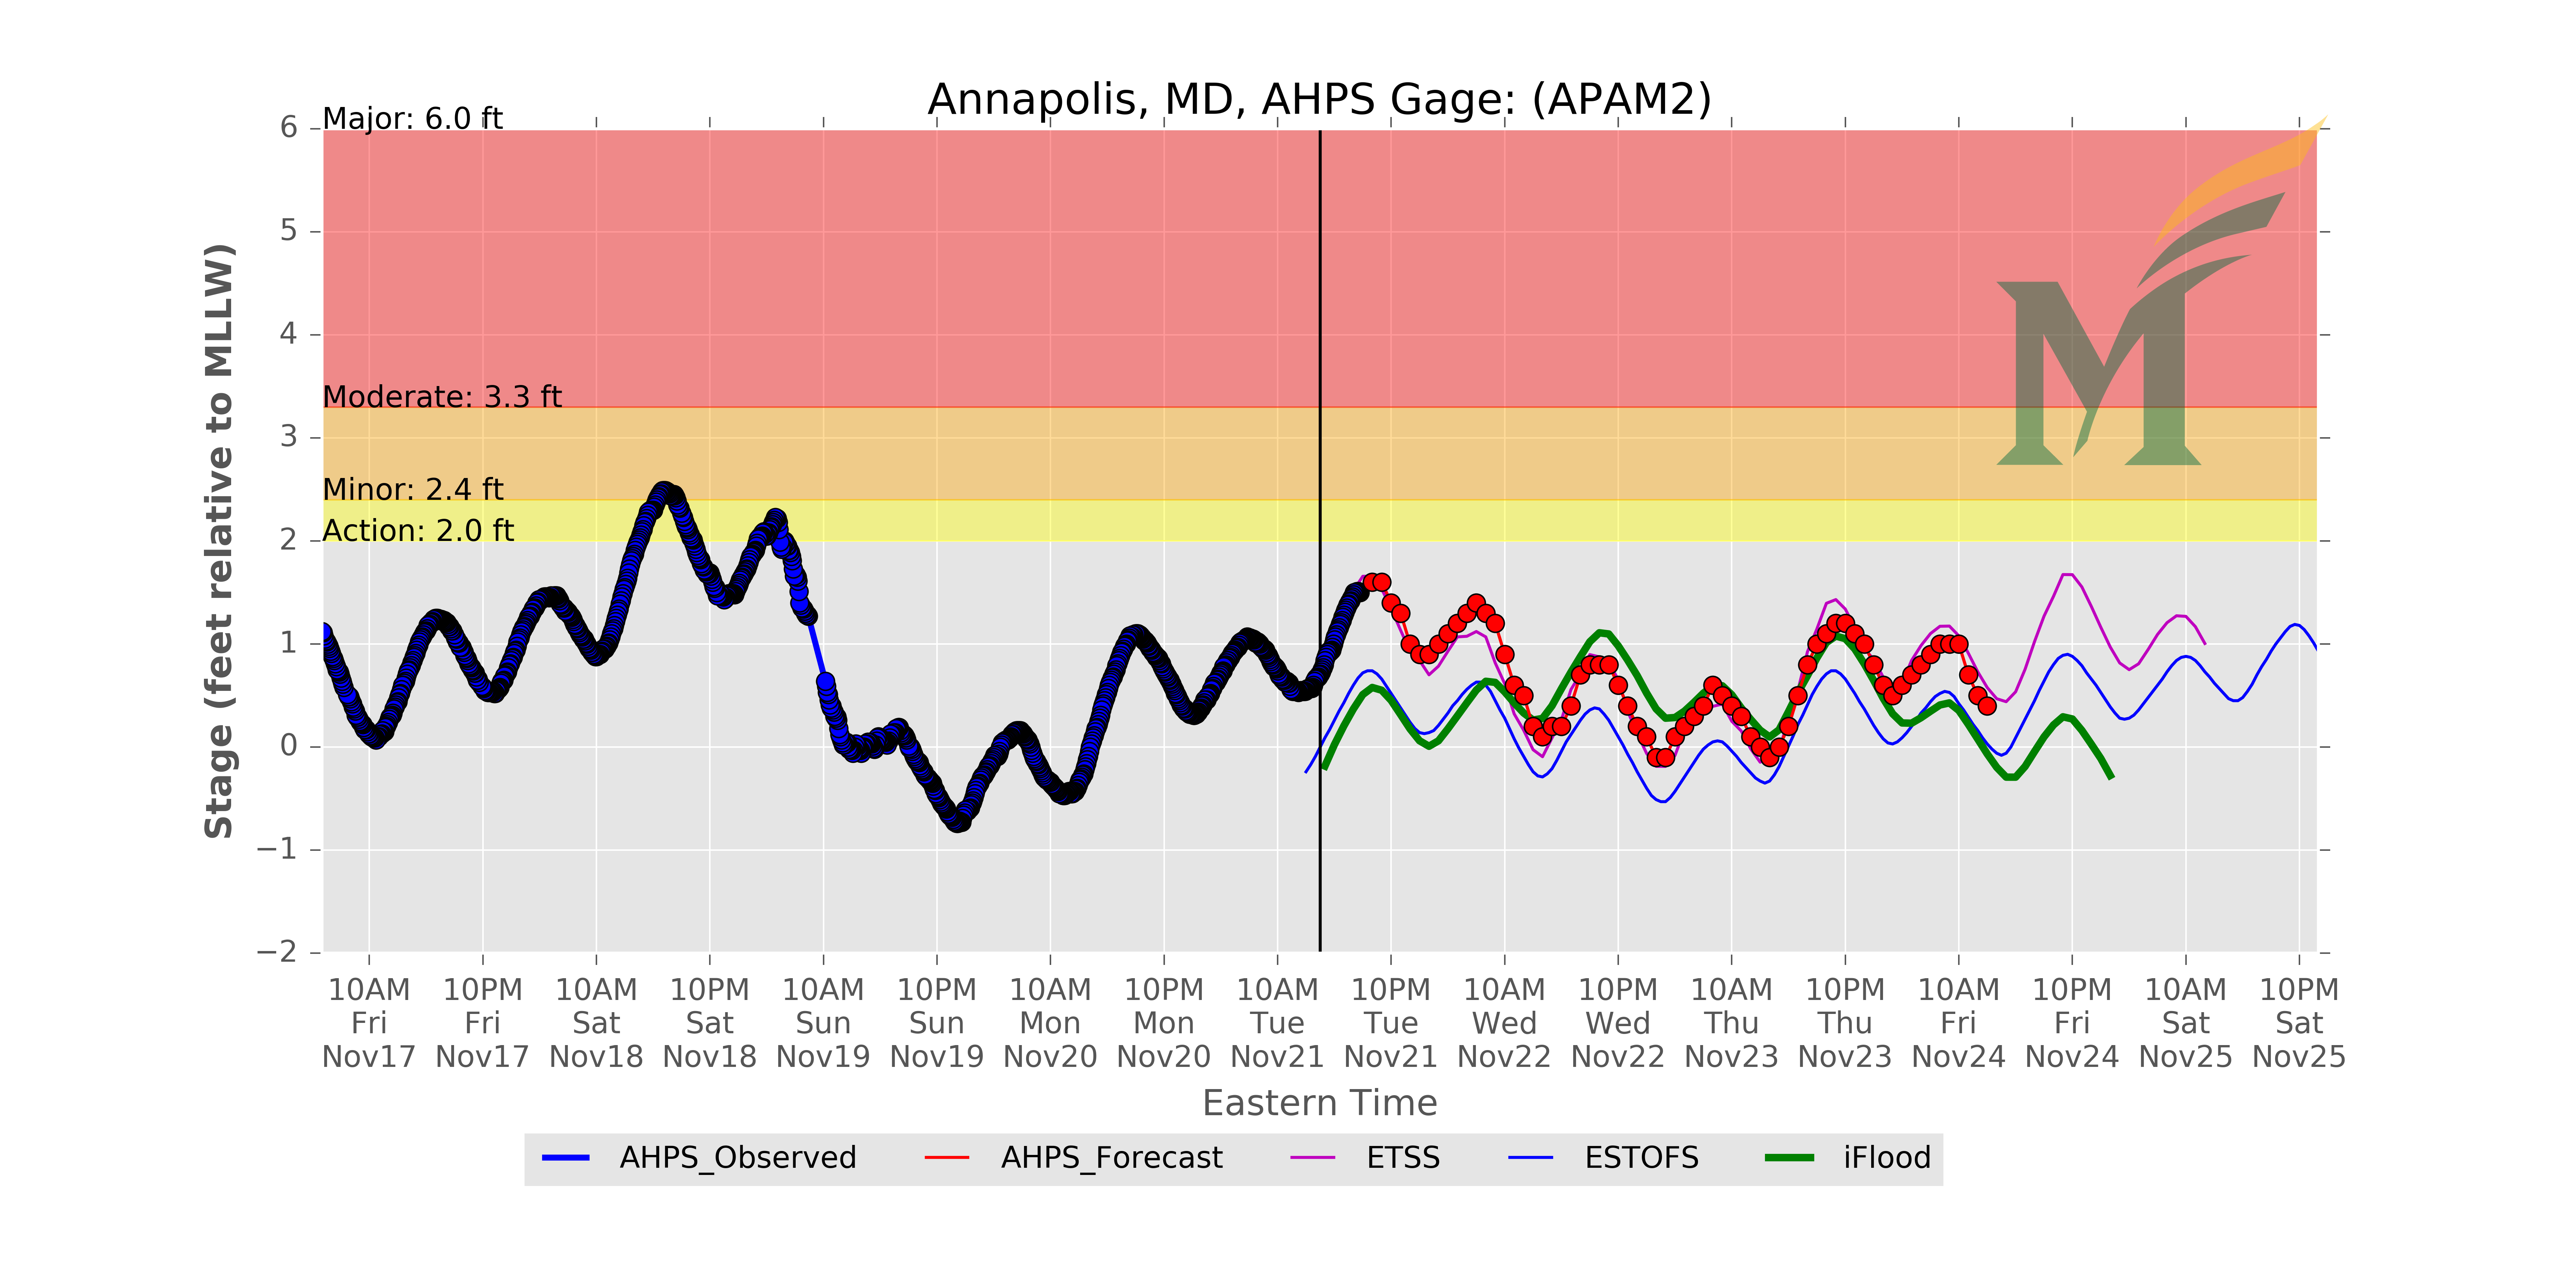 Annapolis, MD, AHPS Gage: (APAM2)
Major: 6.0 ft
Moderate: 3.3 ft
Minor: 2.4 ft
Action: 2.0 ft
Stage (feet relative to MLLW)
6
5
4
3
2
1
0
−1
−2
10AM 10PM 10AM 10PM 10AM 10PM 10AM 10PM 10AM 10PM 10AM 10PM 10AM 10PM 10AM 10PM 10AM 10PM
Fri Fri Sat Sat Sun Sun Mon Mon Tue Tue Wed Wed Thu Thu Fri Fri Sat Sat
Nov17 Nov17 Nov18 Nov18 Nov19 Nov19 Nov20 Nov20 Nov21 Nov21 Nov22 Nov22 Nov23 Nov23 Nov24 Nov24 Nov25 Nov25
Eastern Time
AHPS_Observed AHPS_Forecast ETSS ESTOFS iFlood
M